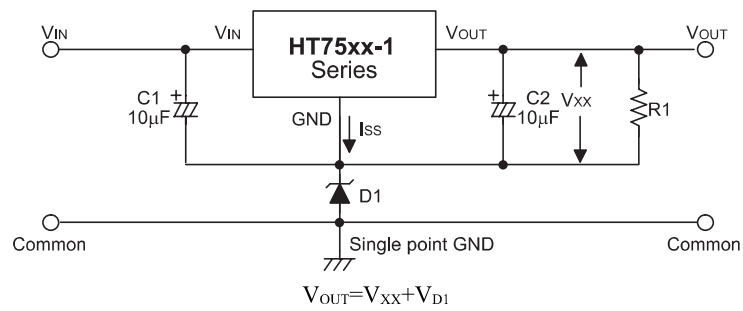 VIN
VIN
HT75xx-1
Series
VOUT
VOUT
C1
10μF
+
GND
ISS
+
C2
10μF
VXX
R1
D1
Common
Single point GND
Common
VOUT=VXX+VD1